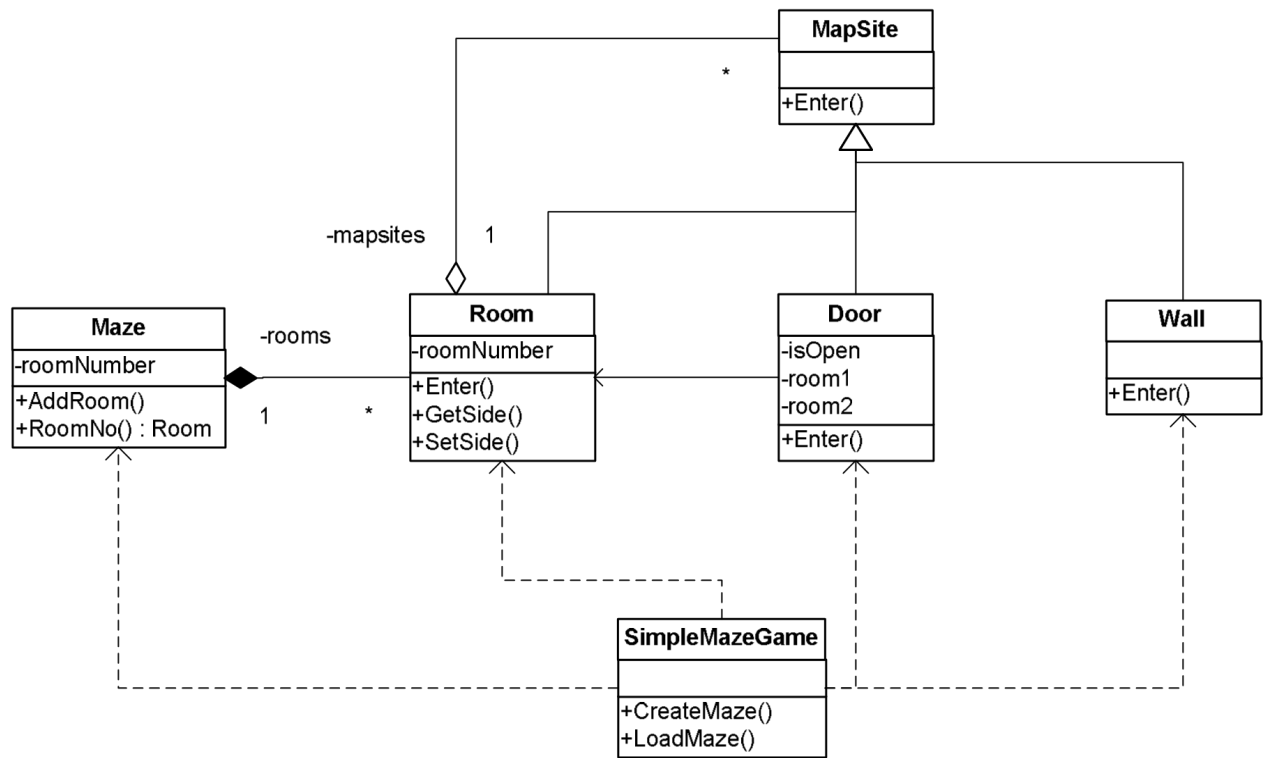 MapSite
+Enter()
*
-mapsites
1
Maze
-roomNumber
+AddRoom()
+RoomNo() : Room
-rooms
1
*
Room
-roomNumber
+Enter()
+GetSide()
+SetSide()
Door
-isOpen
-room1
-room2
+Enter()
Wall
+Enter()
SimpleMazeGame
+CreateMaze()
+LoadMaze()